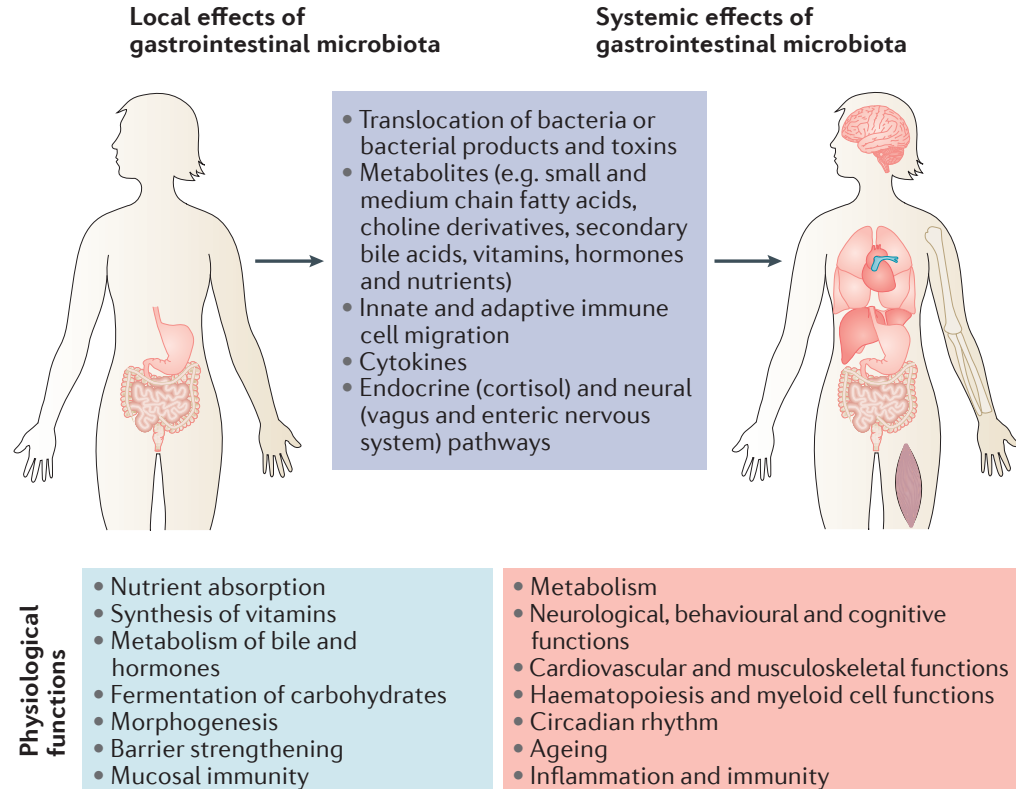 Local effects of
gastrointestinal microbiota
Systemic effects of
gastrointestinal microbiota
• Translocation of bacteria or
bacterial products and toxins
• Metabolites (e.g. small and
medium chain fatty acids,
choline derivatives, secondary
bile acids, vitamins, hormones
and nutrients)
• Innate and adaptive immune
cell migration
• Cytokines
• Endocrine (cortisol) and neural
(vagus and enteric nervous
system) pathways
Physiological
functions
• Nutrient absorption
• Synthesis of vitamins
• Metabolism of bile and
hormones
• Fermentation of carbohydrates
• Morphogenesis
• Barrier strengthening
• Mucosal immunity
• Metabolism
• Neurological, behavioural and cognitive
functions
• Cardiovascular and musculoskeletal functions
• Haematopoiesis and myeloid cell functions
• Circadian rhythm
• Ageing
• Inflammation and immunity